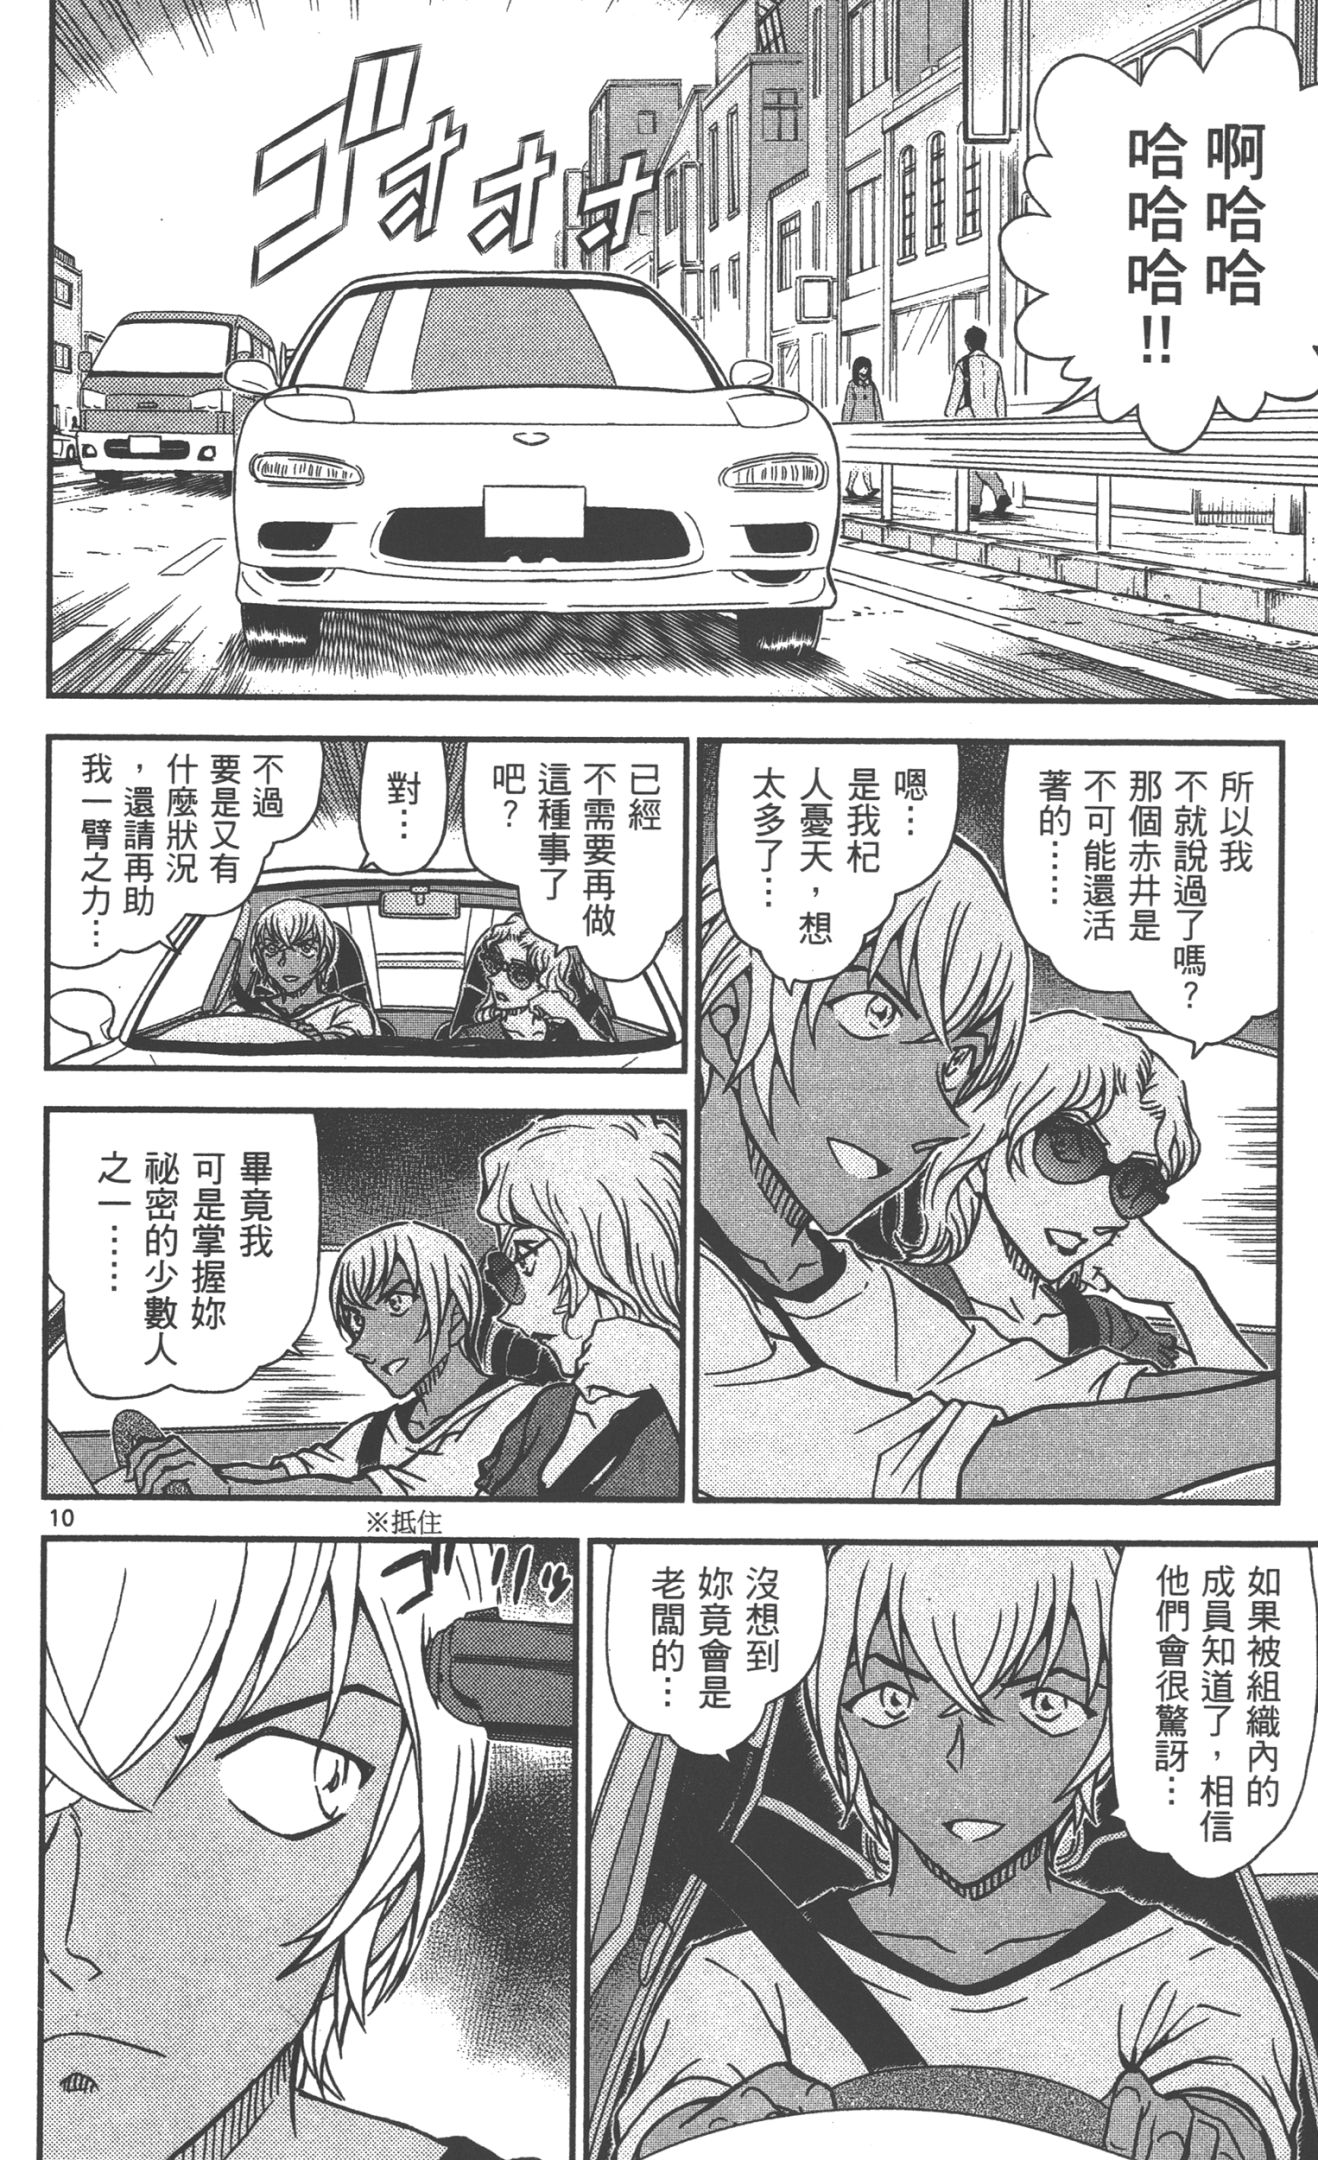 啊哈哈
哈哈哈!!
ゴオオオ
所以我
不就說過了嗎?
那個赤井是
不可能還活
著的……
嗯…
是我杞
人憂天,想
太多了…
已經
不需要再做
這種事了
吧?
對…
不過
要是又有
什麼狀況
,還請再助
我一臂之力…
畢竟我
可是掌握妳
祕密的少數人
之一……
10
如果被組織內的
成員知道了,相信
他們會很驚訝…
沒想到
妳竟會是
老闆的…
※抵住
ゴリッ